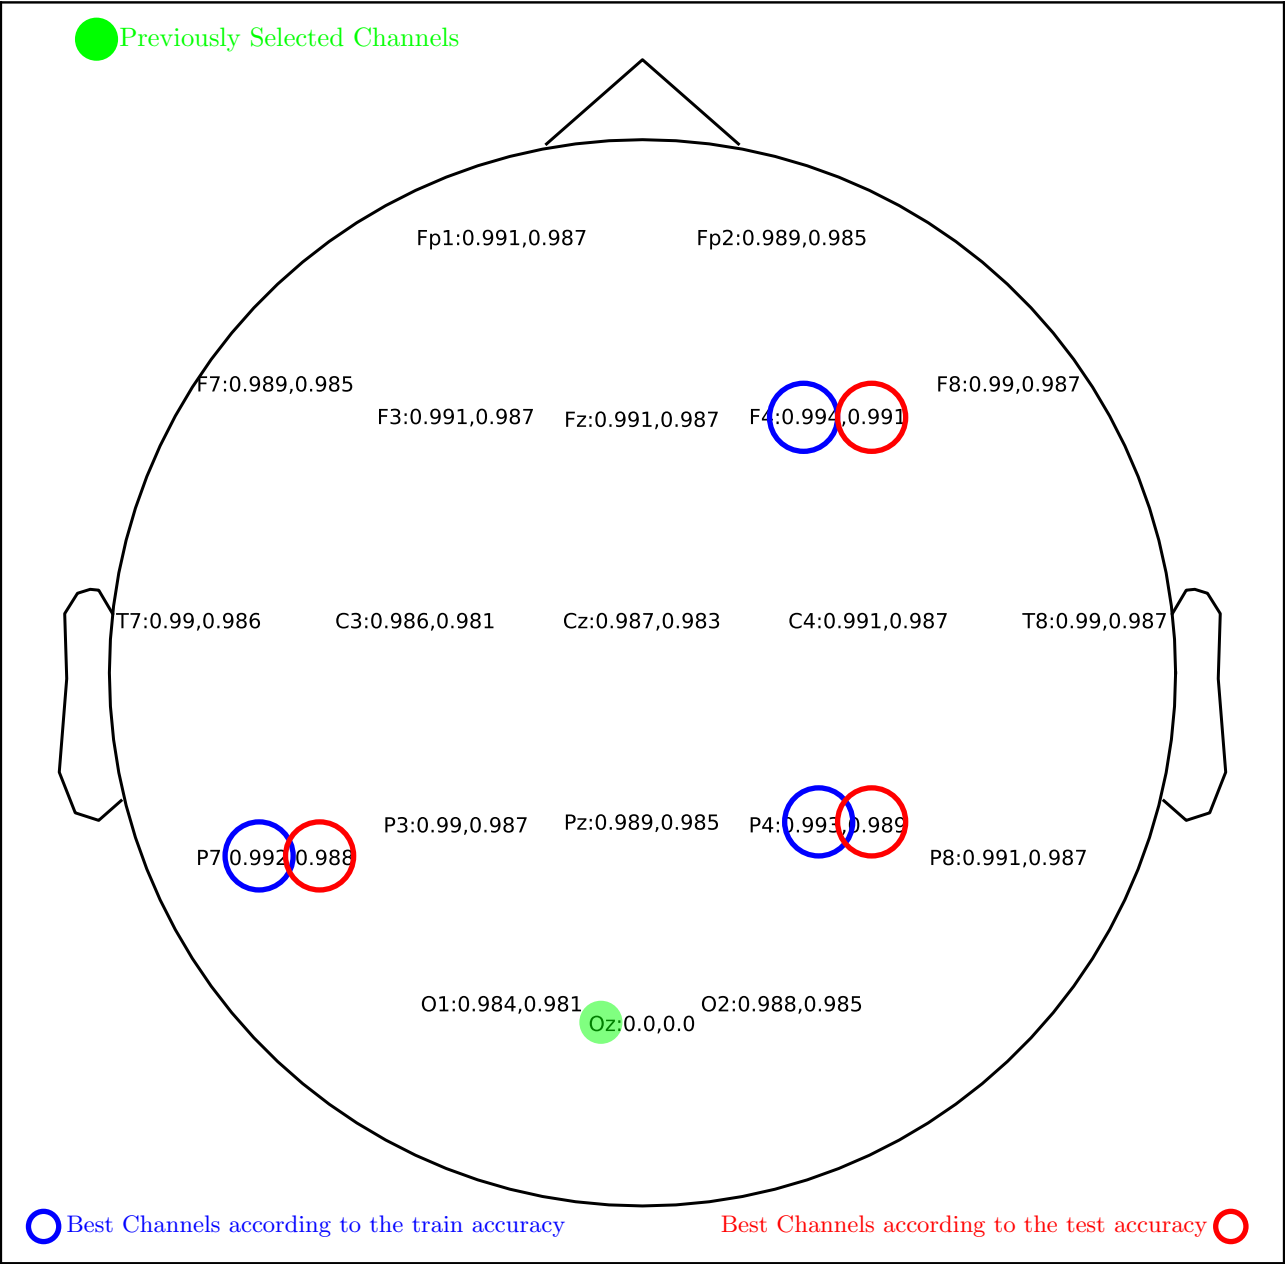 Previously Selected Channels
Fp1:0.991,0.987 Fp2:0.989,0.985
F7:0.989,0.985 F8:0.99,0.987
F3:0.991,0.987 Fz:0.991,0.987 F4:0.994,0.991
T7:0.99,0.986 C3:0.986,0.981 Cz:0.987,0.983 C4:0.991,0.987 T8:0.99,0.987
P3:0.99,0.987 Pz:0.989,0.985 P4:0.993,0.989
P7:0.992,0.988 P8:0.991,0.987
O1:0.984,0.981 O2:0.988,0.985
Oz:0.0,0.0
Best Channels according to the train accuracy Best Channels according to the test accuracy